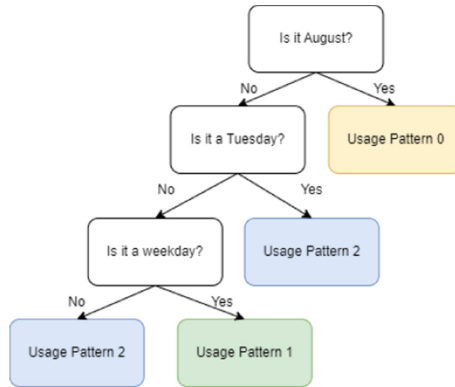 Is it August?
No
Yes
Is it a Tuesday?
Usage Pattern 0
No
Yes
Is it a weekday?
Usage Pattern 2
No
Yes
Usage Pattern 2
Usage Pattern 1